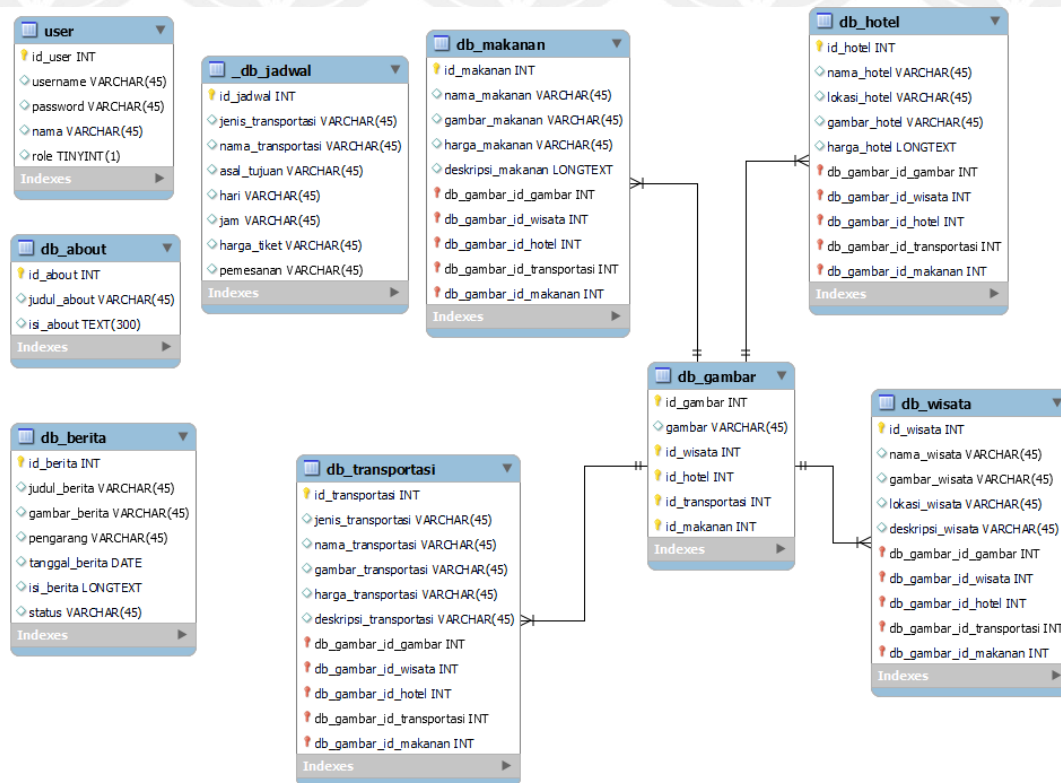 user
id_user INT
username VARCHAR(45)
password VARCHAR(45)
nama VARCHAR(45)
role TINYINT(1)
Indexes
_db_jadwal
id_jadwal INT
jenis_transportasi VARCHAR(45)
nama_transportasi VARCHAR(45)
asal_tujuan VARCHAR(45)
hari VARCHAR(45)
jam VARCHAR(45)
harga_tiket VARCHAR(45)
pemesanan VARCHAR(45)
Indexes
db_makanan
id_makanan INT
nama_makanan VARCHAR(45)
gambar_makanan VARCHAR(45)
harga_makanan VARCHAR(45)
deskripsi_makanan LONGTEXT
db_gambar_id_gambar INT
db_gambar_id_wisata INT
db_gambar_id_hotel INT
db_gambar_id_transportasi INT
db_gambar_id_makanan INT
Indexes
db_hotel
id_hotel INT
nama_hotel VARCHAR(45)
lokasi_hotel VARCHAR(45)
gambar_hotel VARCHAR(45)
harga_hotel LONGTEXT
db_gambar_id_gambar INT
db_gambar_id_wisata INT
db_gambar_id_hotel INT
db_gambar_id_transportasi INT
db_gambar_id_makanan INT
Indexes
db_about
id_about INT
judul_about VARCHAR(45)
isi_about TEXT(300)
Indexes
db_gambar
id_gambar INT
gambar VARCHAR(45)
id_wisata INT
id_hotel INT
id_transportasi INT
id_makanan INT
Indexes
db_wisata
id_wisata INT
nama_wisata VARCHAR(45)
gambar_wisata VARCHAR(45)
lokasi_wisata VARCHAR(45)
deskripsi_wisata VARCHAR(45)
db_gambar_id_gambar INT
db_gambar_id_wisata INT
db_gambar_id_hotel INT
db_gambar_id_transportasi INT
db_gambar_id_makanan INT
Indexes
db_berita
id_berita INT
judul_berita VARCHAR(45)
gambar_berita VARCHAR(45)
pengarang VARCHAR(45)
tanggal_berita DATE
isi_berita LONGTEXT
status VARCHAR(45)
Indexes
db_transportasi
id_transportasi INT
jenis_transportasi VARCHAR(45)
nama_transportasi VARCHAR(45)
gambar_transportasi VARCHAR(45)
harga_transportasi VARCHAR(45)
deskripsi_transportasi VARCHAR(45)
db_gambar_id_gambar INT
db_gambar_id_wisata INT
db_gambar_id_hotel INT
db_gambar_id_transportasi INT
db_gambar_id_makanan INT
Indexes